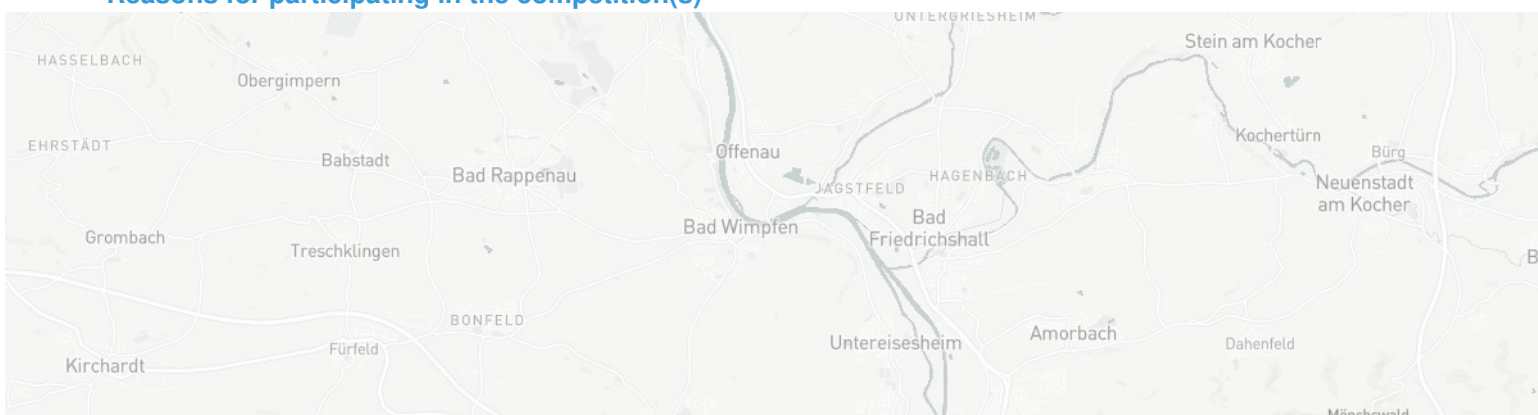 Reasons for participating in the competition(s)
UNTERGRIESHEIM
Stein am Kocher
HASSELBACH
Obergimpern
Kochertürn
EHRSTÄDT
Offenau
Bürg
Babstadt
Bad Rappenau
HAGENBACH
JAGSTFELD
Neuenstadt
am Kocher
Bad
Friedrichshall
Bad Wimpfen
Grombach
Treschklingen
B
BONFELD
Amorbach
Untereisesheim
Dahenfeld
Fürfeld
Kirchardt
Mönchswald